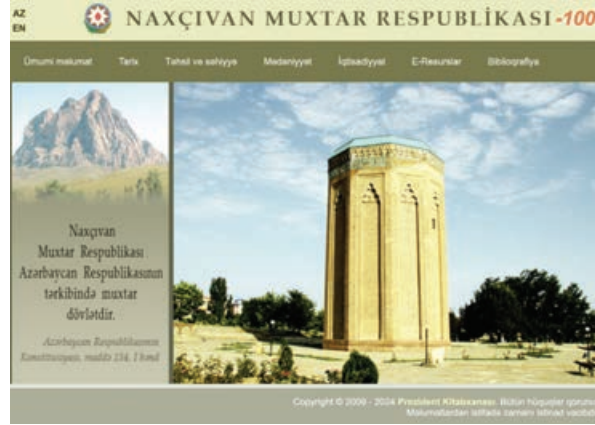 AZ
EN
NAXÇIVAN MUXTAR RESPUBLİKASI-100
Ümumi məlumat Tarix Təhsil və səhiyyə Mədəniyyət İqtisadiyyat E-Resurslar Biblioqrafiya
Naxçıvan
Muxtar Respublikası
Azərbaycan Respublikasının
tərkibində muxtar
dövlətdir.
Azərbaycan Respublikasının
Konstitusiyası, maddə 134, I bənd
Copyright © 2009 - 2024 Prezident Kitabxanası. Bütün hüquqlar qorunur
Məlumatlardan istifadə zamanı istinad vacibdir